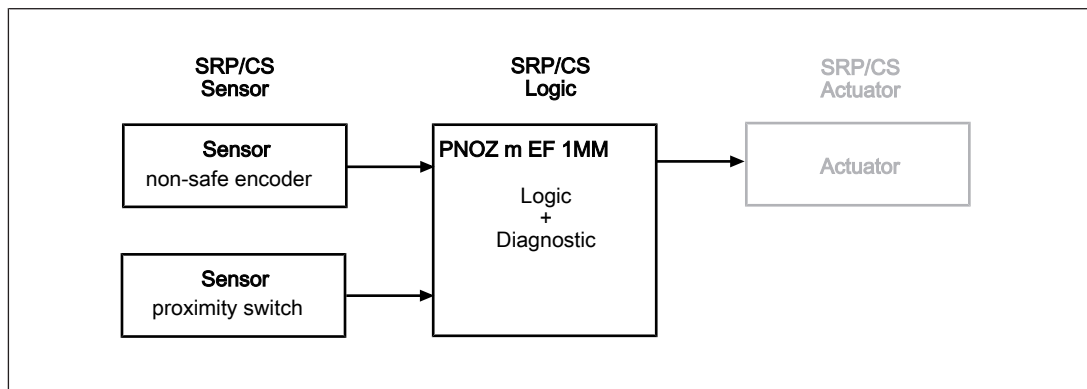 SRP/CS
Sensor
SRP/CS
Logic
SRP/CS
Actuator
Sensor
non-safe encoder
PNOZ m EF 1MM
Logic
+
Diagnostic
Actuator
Sensor
proximity switch